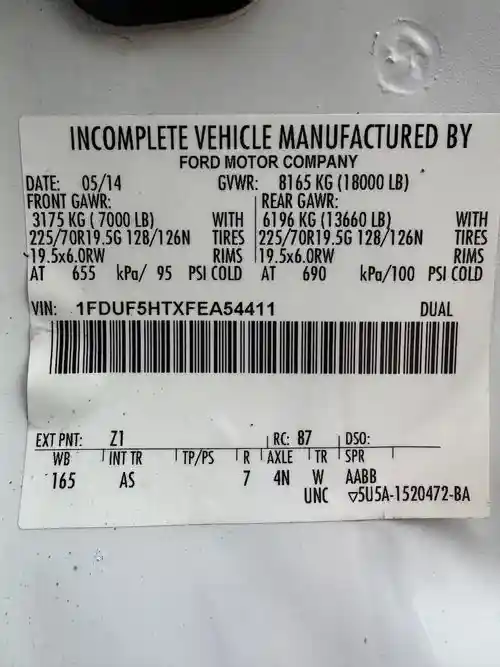 INCOMPLETE VEHICLE MANUFACTURED BY
FORD MOTOR COMPANY
DATE: 05/14 GVWR: 8165 KG (18000 LB)
FRONT GAWR: REAR GAWR:
3175 KG ( 7000 LB) WITH 6196 KG (13660 LB) WITH
225/70R19.5G 128/126N TIRES 225/70R19.5G 128/126N TIRES
19.5x6.0RW RIMS 19.5x6.0RW RIMS
AT 655 kPa/ 95 PSI COLD AT 690 kPa/100 PSI COLD
VIN: 1FDUF5HTXFEA54411 DUAL
EXT PNT: Z1 RC: 87 DSO:
WB INT TR TP/PS R AXLE TR SPR
165 AS 7 4N W AABB
UNC ▽5U5A-1520472-BA